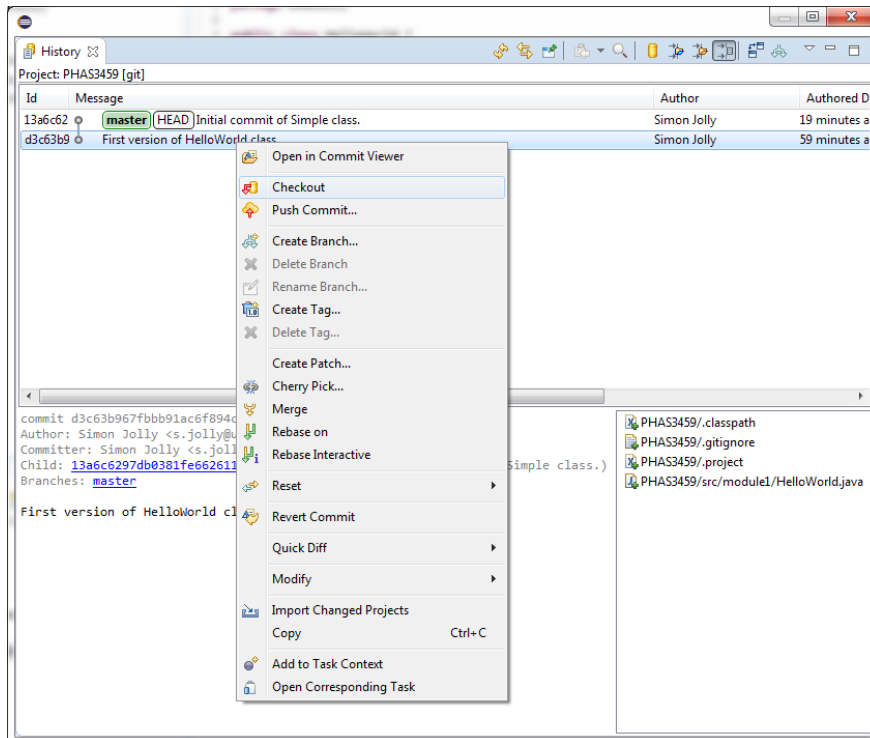 History
Project: PHAS3459 [git]
Id Message Author Authored D
13a6c62 master HEAD Initial commit of Simple class. Simon Jolly 19 minutes a
d3c63b9 First version of HelloWorld class. Simon Jolly 59 minutes a
Open in Commit Viewer
Checkout
Push Commit...
Create Branch...
Delete Branch
Rename Branch...
Create Tag...
Delete Tag...
Create Patch...
Cherry Pick...
Merge
Rebase on
Rebase Interactive
Reset
Revert Commit
Quick Diff
Modify
Import Changed Projects
Copy Ctrl+C
Add to Task Context
Open Corresponding Task
commit d3c63b967fbbb91ac6f894c
Author: Simon Jolly <s.jolly@u
Committer: Simon Jolly <s.joll
Child: 13a6c6297db0381fe662611 Simple class.)
Branches: master
First version of HelloWorld cl
PHAS3459/.classpath
PHAS3459/.gitignore
PHAS3459/.project
PHAS3459/src/module1/HelloWorld.java